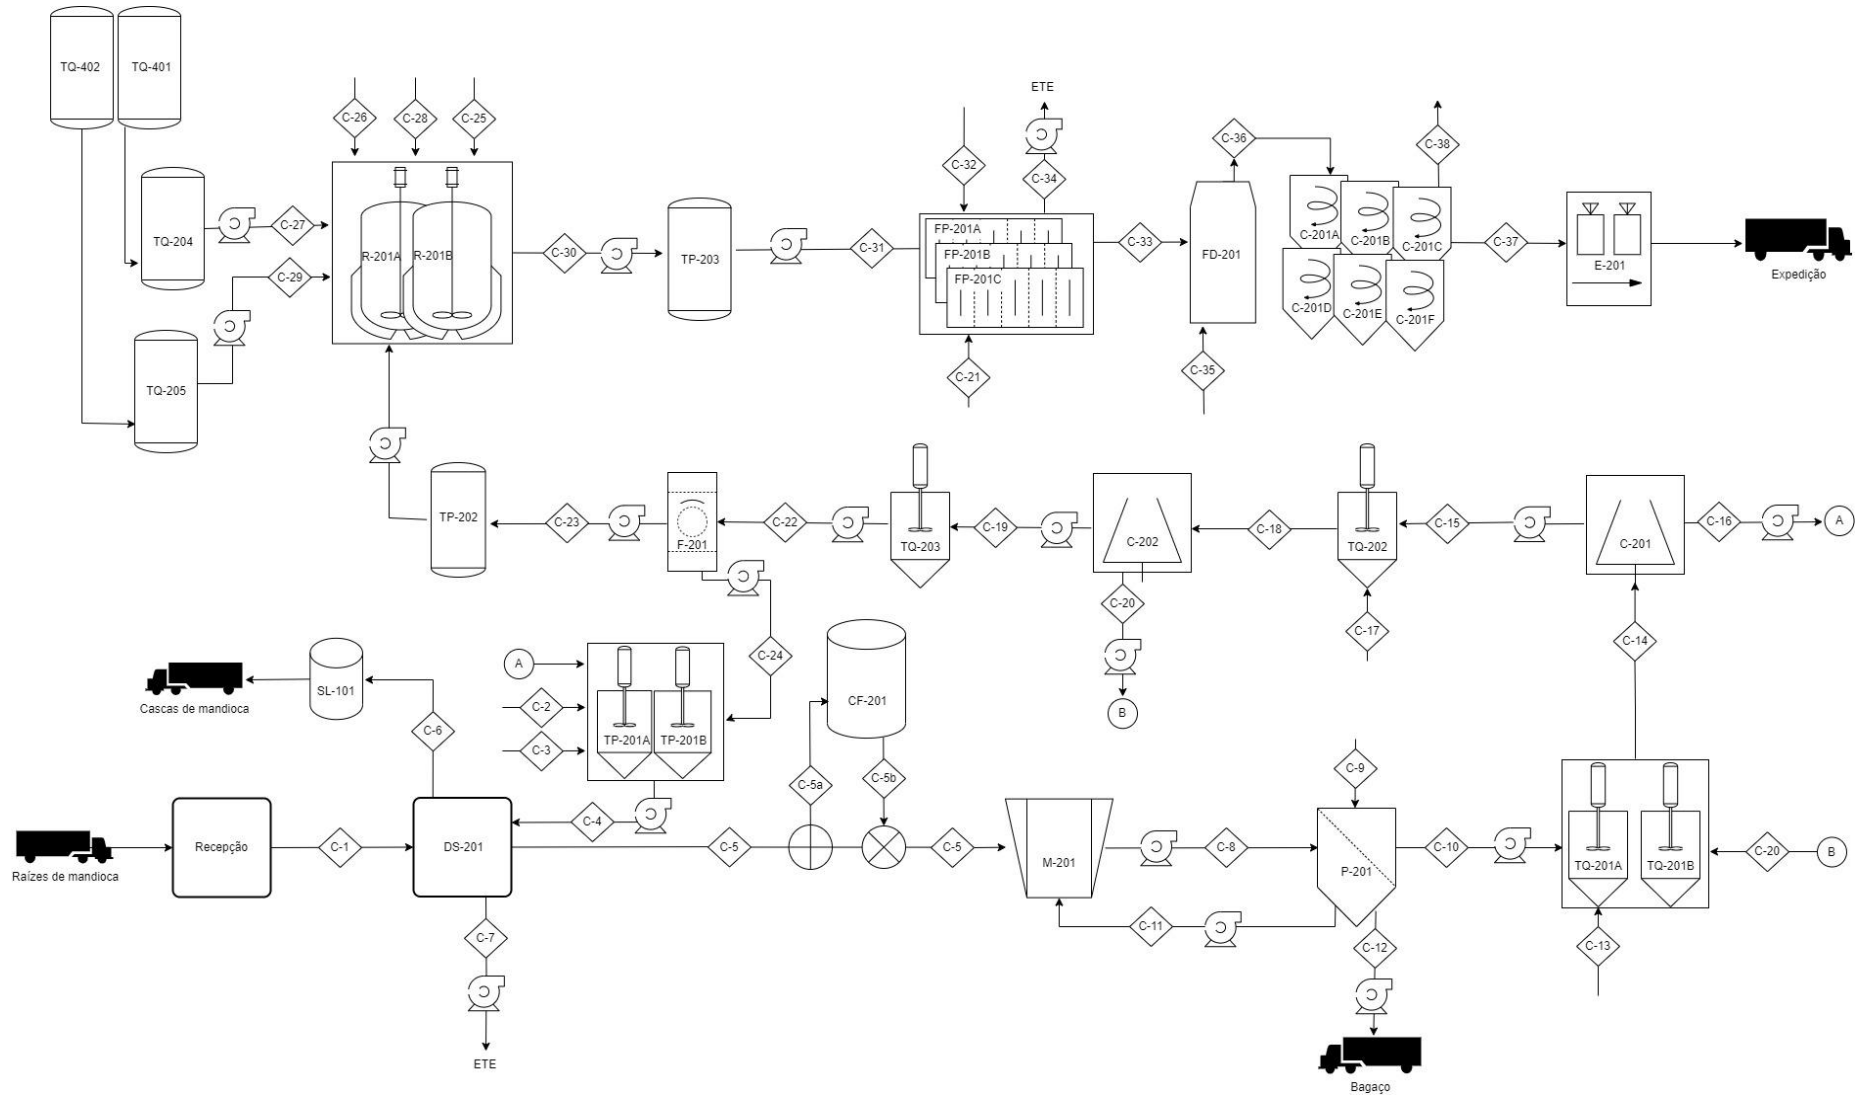 TQ-402
TQ-401
C-26
C-28
C-25
ETE
C-32
C-34
C-36
C-38
TQ-204
C-27
R-201A
R-201B
C-29
C-30
TP-203
C-31
FP-201A
FP-201B
FP-201C
C-33
FD-201
C-201A
C-201B
C-201C
C-201D
C-201E
C-201F
C-37
E-201
Expedição
TQ-205
C-21
C-35
TP-202
C-23
F-201
C-22
TQ-203
C-19
C-202
C-18
TQ-202
C-15
C-201
C-16
A
C-20
B
C-17
C-14
C-24
A
C-2
C-3
TP-201A
TP-201B
CF-201
SL-101
Cascas de mandioca
C-6
C-5a
C-5b
C-9
Raízes de mandioca
Recepção
C-1
DS-201
C-4
C-5
C-5
M-201
C-8
P-201
C-10
TQ-201A
TQ-201B
C-20
B
C-7
C-11
C-12
C-13
ETE
Bagaço